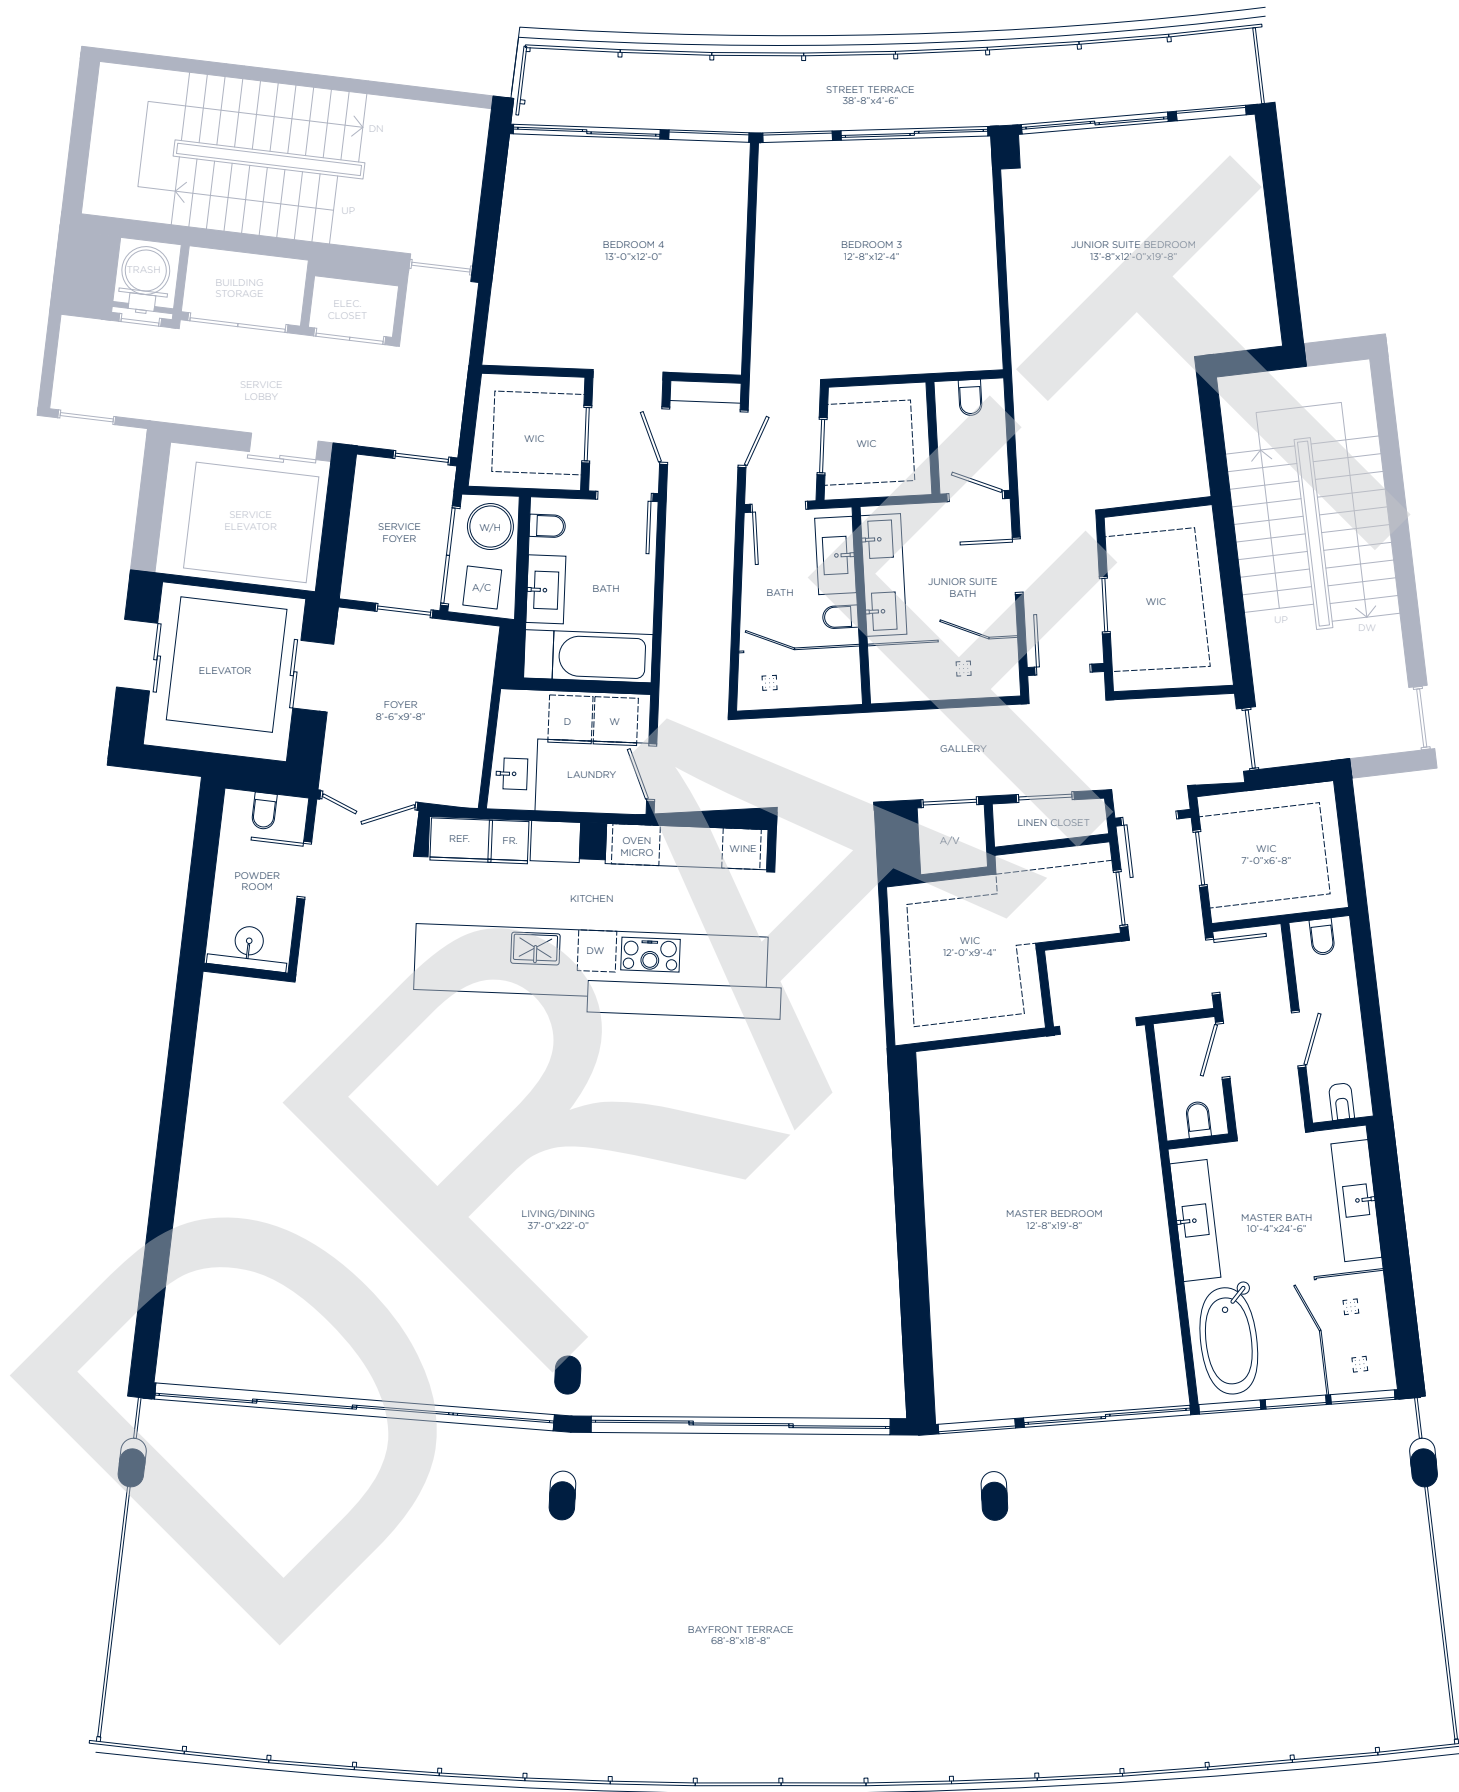 STREET TERRACE
38'-8"x4'-6"
DN
UP
BEDROOM 4
13'-0"x12'-0"
BEDROOM 3
12'-8"x12'-4"
JUNIOR SUITE BEDROOM
13'-8x12'-0"x19'-8"
TRASH
BUILDING
STORAGE
ELEC.
CLOSET
SERVICE
LOBBY
WIC
WIC
SERVICE
ELEVATOR
SERVICE
FOYER
W/H
A/C
BATH
BATH
JUNIOR SUITE
BATH
WIC
UP
DW
ELEVATOR
FOYER
8'-6"x9'-8"
D
W
LAUNDRY
GALLERY
REF.
FR.
OVEN
MICRO
WINE
A/V
LINEN CLOSET
WIC
7'-0"x6'-8"
POWDER
ROOM
KITCHEN
DW
WIC
12'-0"x9'-4"
LIVING/DINING
37'-0"x22'-0"
MASTER BEDROOM
12'-8"x19'-8"
MASTER BATH
10'-4"x24'-6"
BAYFRONT TERRACE
68'-8"x18'-8"
DRAFT